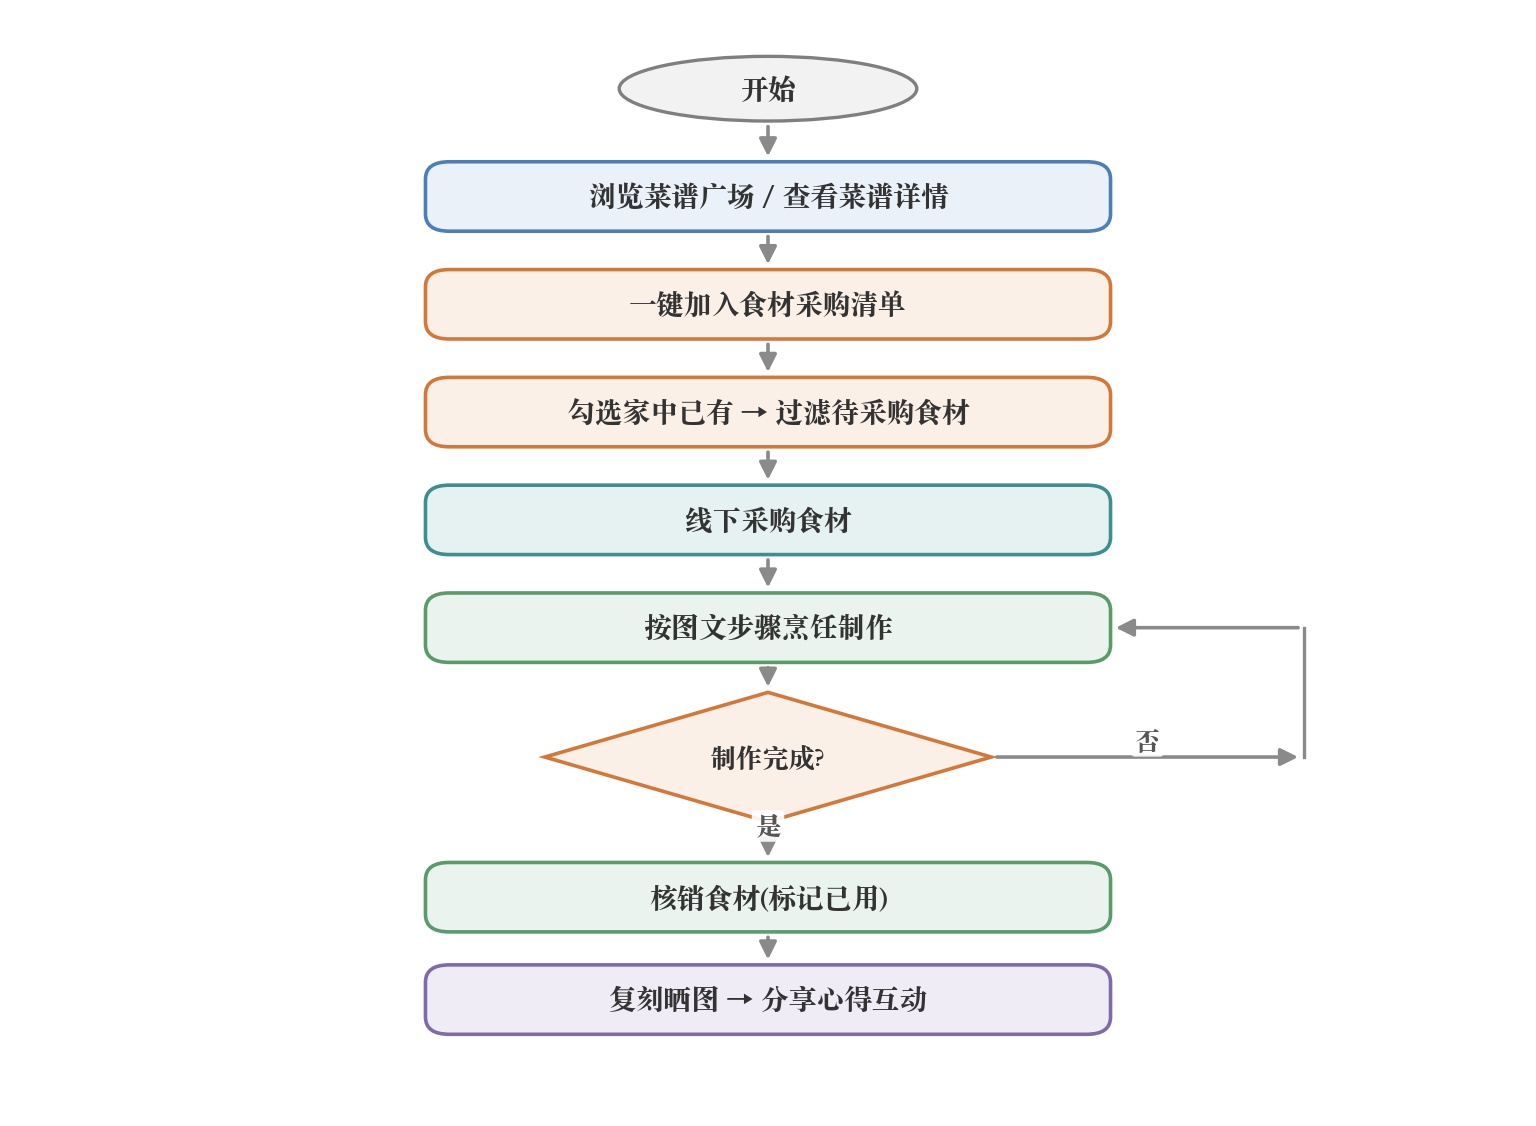 开始
浏览菜谱广场 / 查看菜谱详情
一键加入食材采购清单
勾选家中已有 → 过滤待采购食材
线下采购食材
按图文步骤烹饪制作
制作完成?
否
是
核销食材(标记已用)
复刻晒图 → 分享心得互动